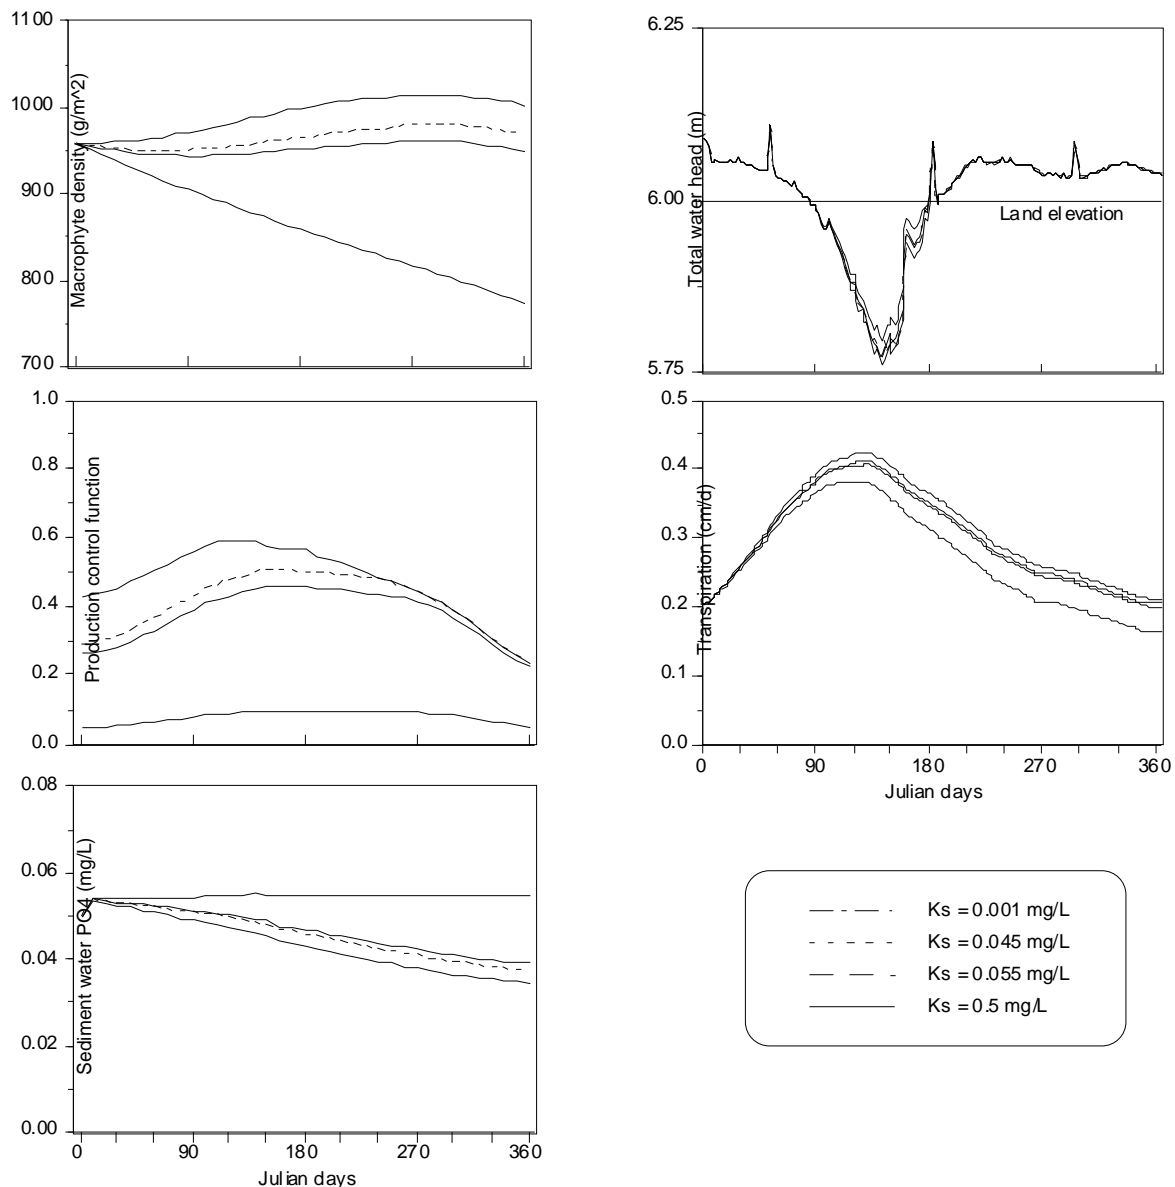 1100
1000
900
800
700
Macrophyte density (g/m^2)
6.25
6.00
5.75
Total water head (m)
Land elevation
1.0
0.8
0.6
0.4
0.2
0.0
Production control function
0.5
0.4
0.3
0.2
0.1
0.0
Transpiration (cm/d)
0 90 180 270 360
Julian days
0.08
0.06
0.04
0.02
0.00
Sediment water PO4 (mg/L)
0 90 180 270 360
Julian days
Ks = 0.001 mg/L
Ks = 0.045 mg/L
Ks = 0.055 mg/L
Ks = 0.5 mg/L